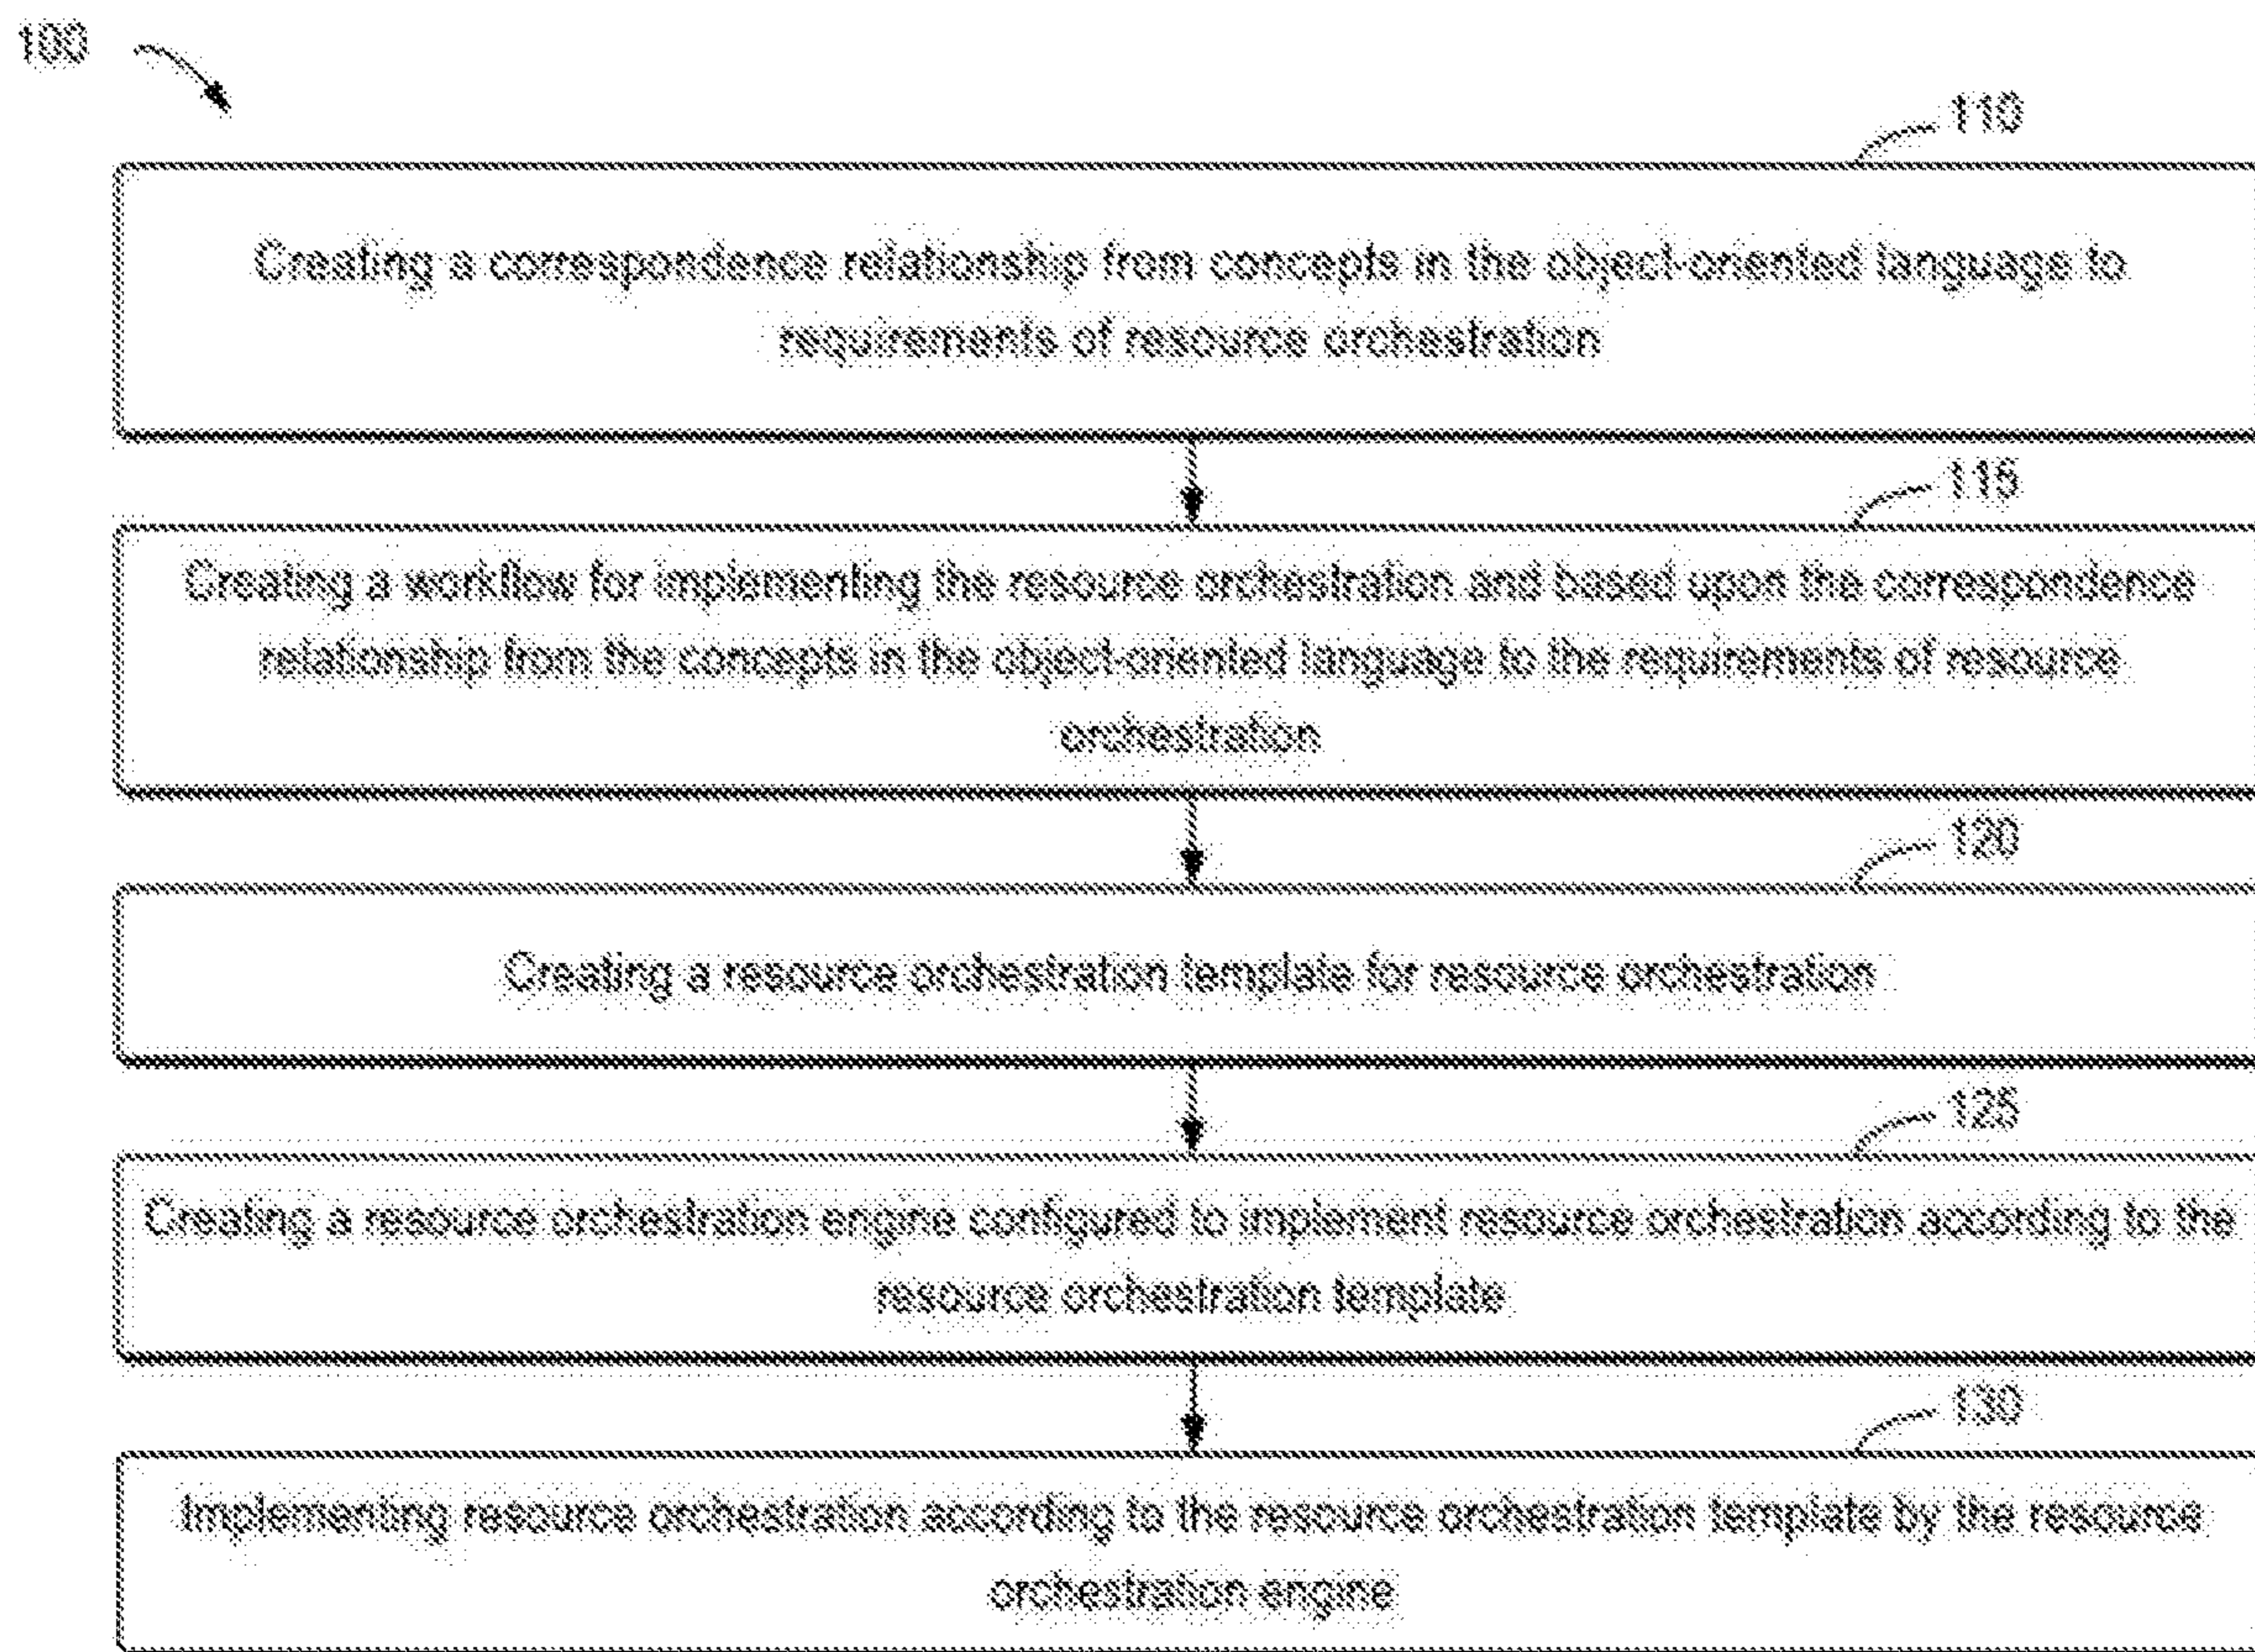 100
110
Creating a correspondence relationship from concepts in the object-oriented language to
requirements of resource orchestration
115
Creating a workflow for implementing the resource orchestration and based upon the correspondence
relationship from the concepts in the object-oriented language to the requirements of resource
orchestration
120
Creating a resource orchestration template for resource orchestration
125
Creating a resource orchestration engine configured to implement resource orchestration according to the
resource orchestration template
130
Implementing resource orchestration according to the resource orchestration template by the resource
orchestration engine